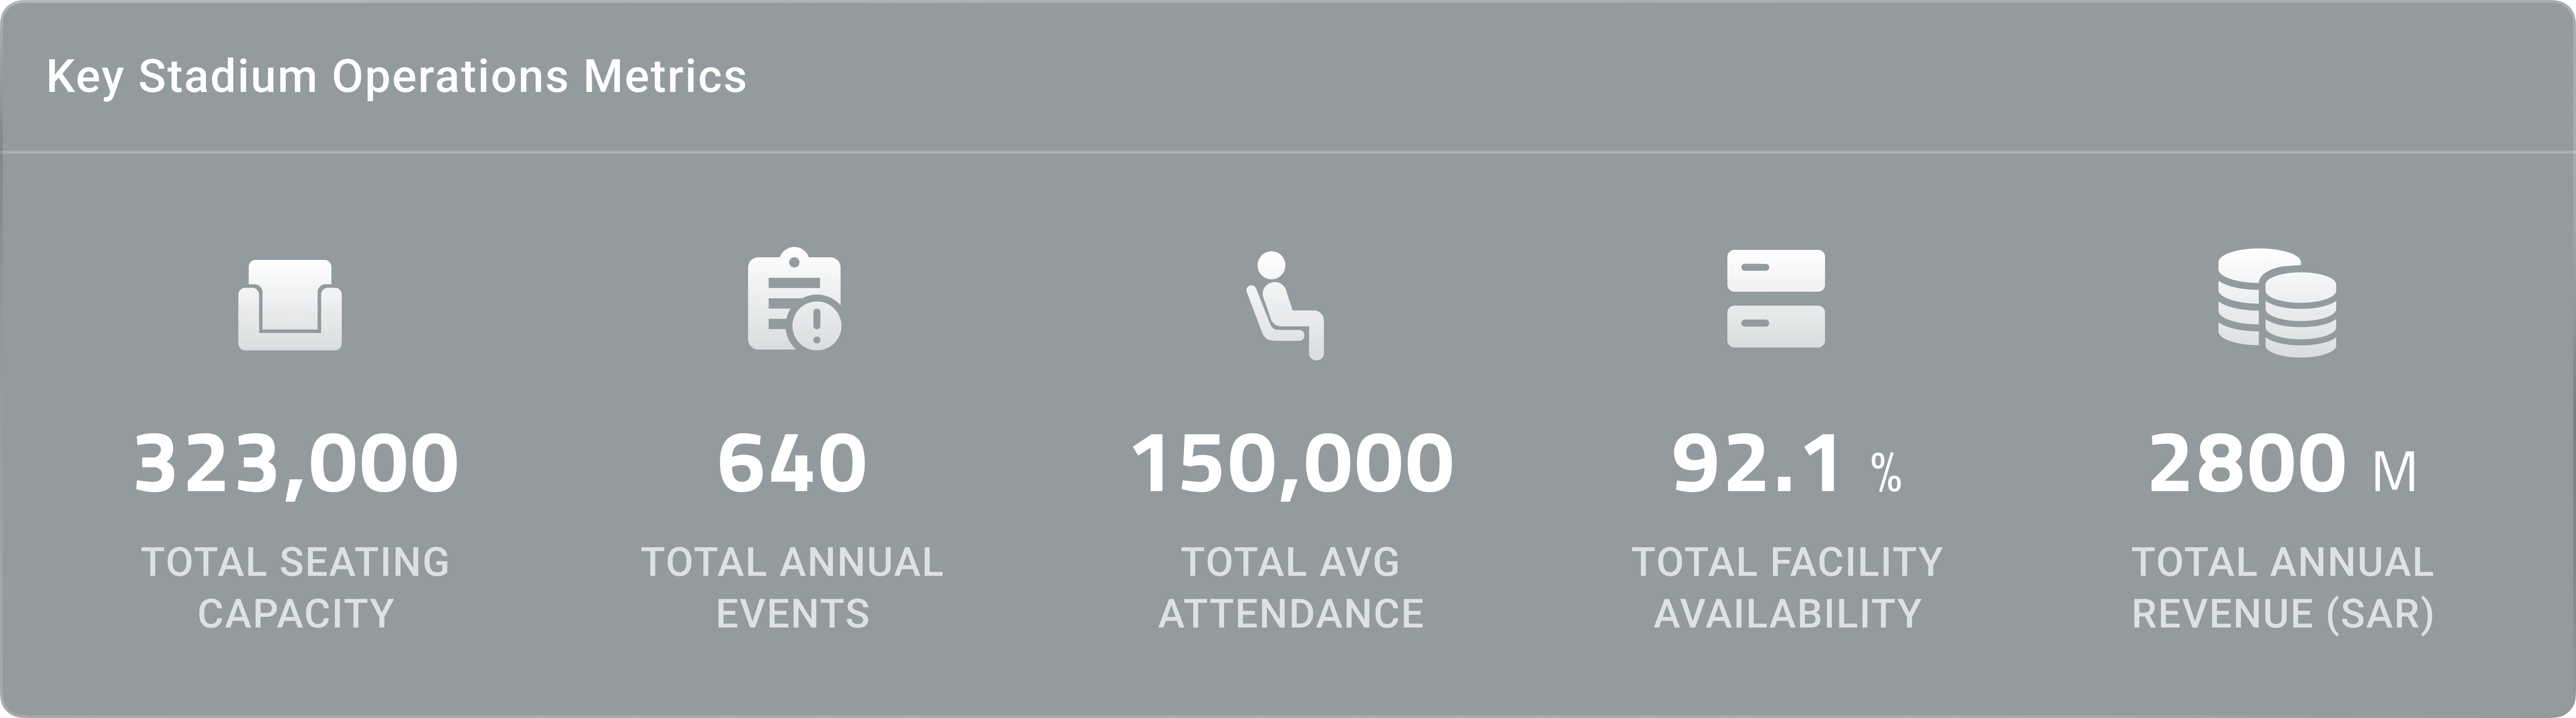 Key Stadium Operations Metrics
323,000
TOTAL SEATING
CAPACITY
640
TOTAL ANNUAL
EVENTS
150,000
TOTAL AVG
ATTENDANCE
92.1 %
TOTAL FACILITY
AVAILABILITY
2800 M
TOTAL ANNUAL
REVENUE (SAR)